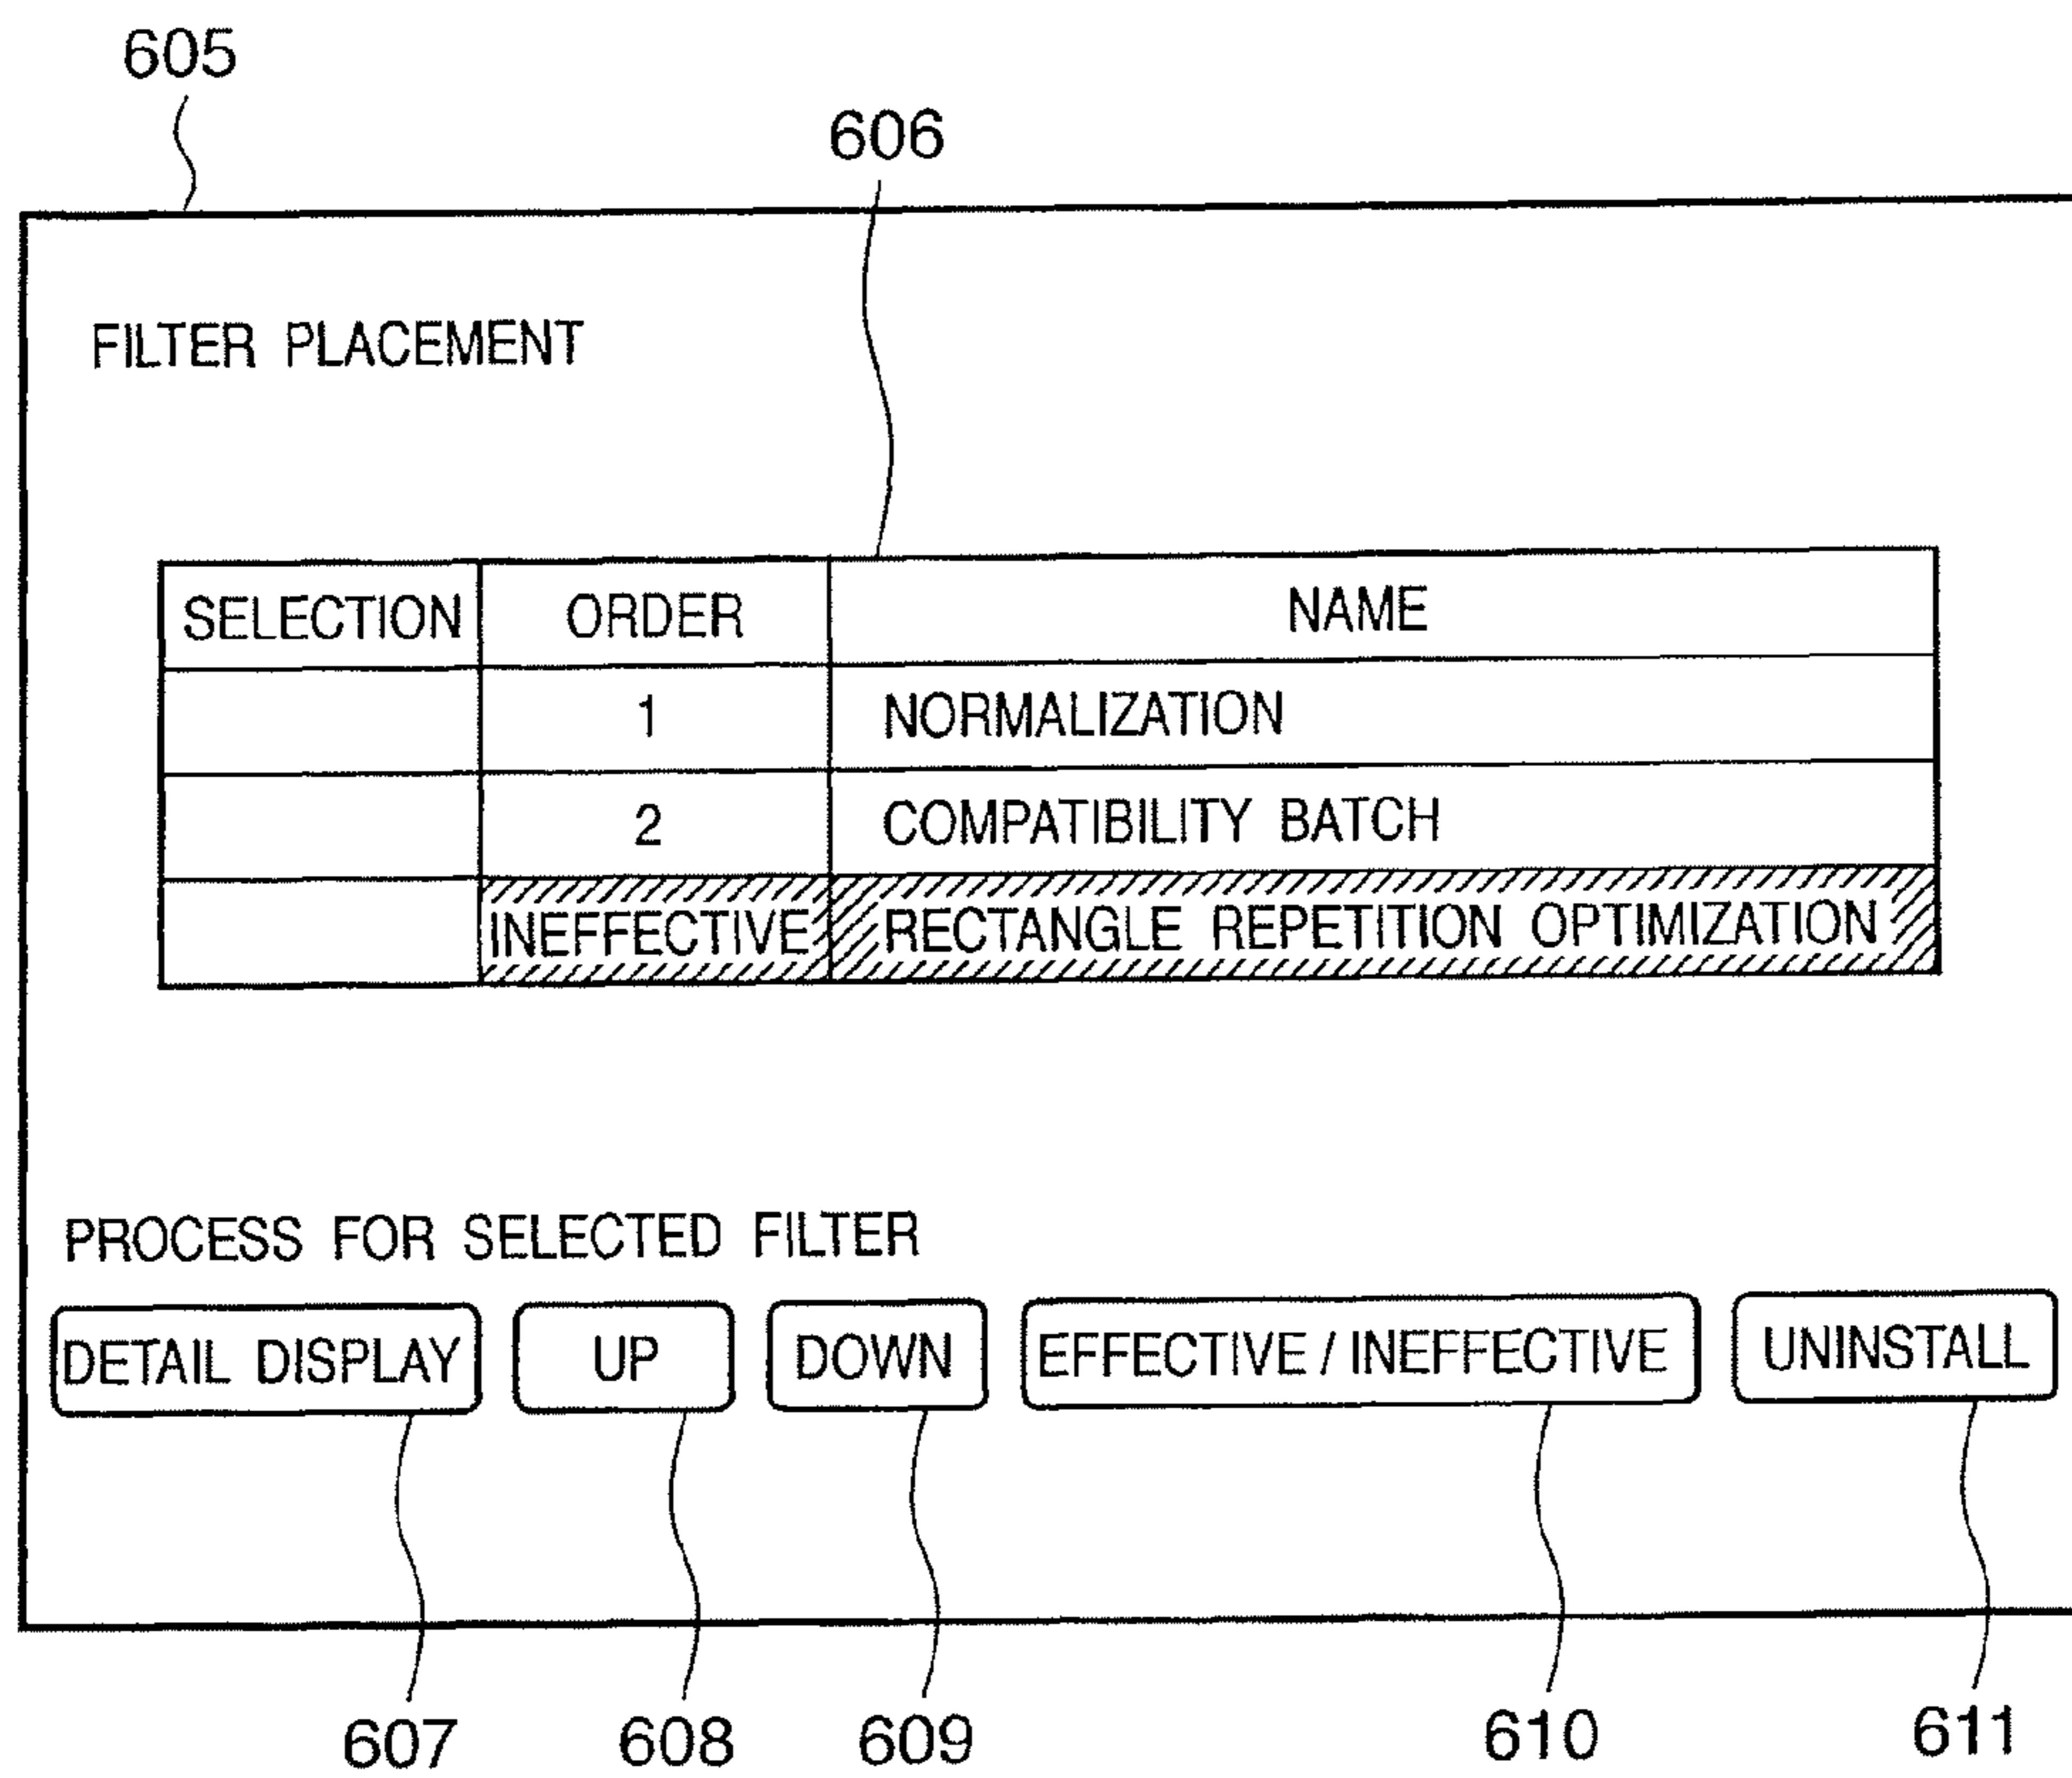 605
606
FILTER PLACEMENT
SELECTION ORDER NAME
1 NORMALIZATION
2 COMPATIBILITY BATCH
INEFFECTIVE RECTANGLE REPETITION OPTIMIZATION
PROCESS FOR SELECTED FILTER
DETAIL DISPLAY UP DOWN EFFECTIVE / INEFFECTIVE UNINSTALL
607 608 609 610 611